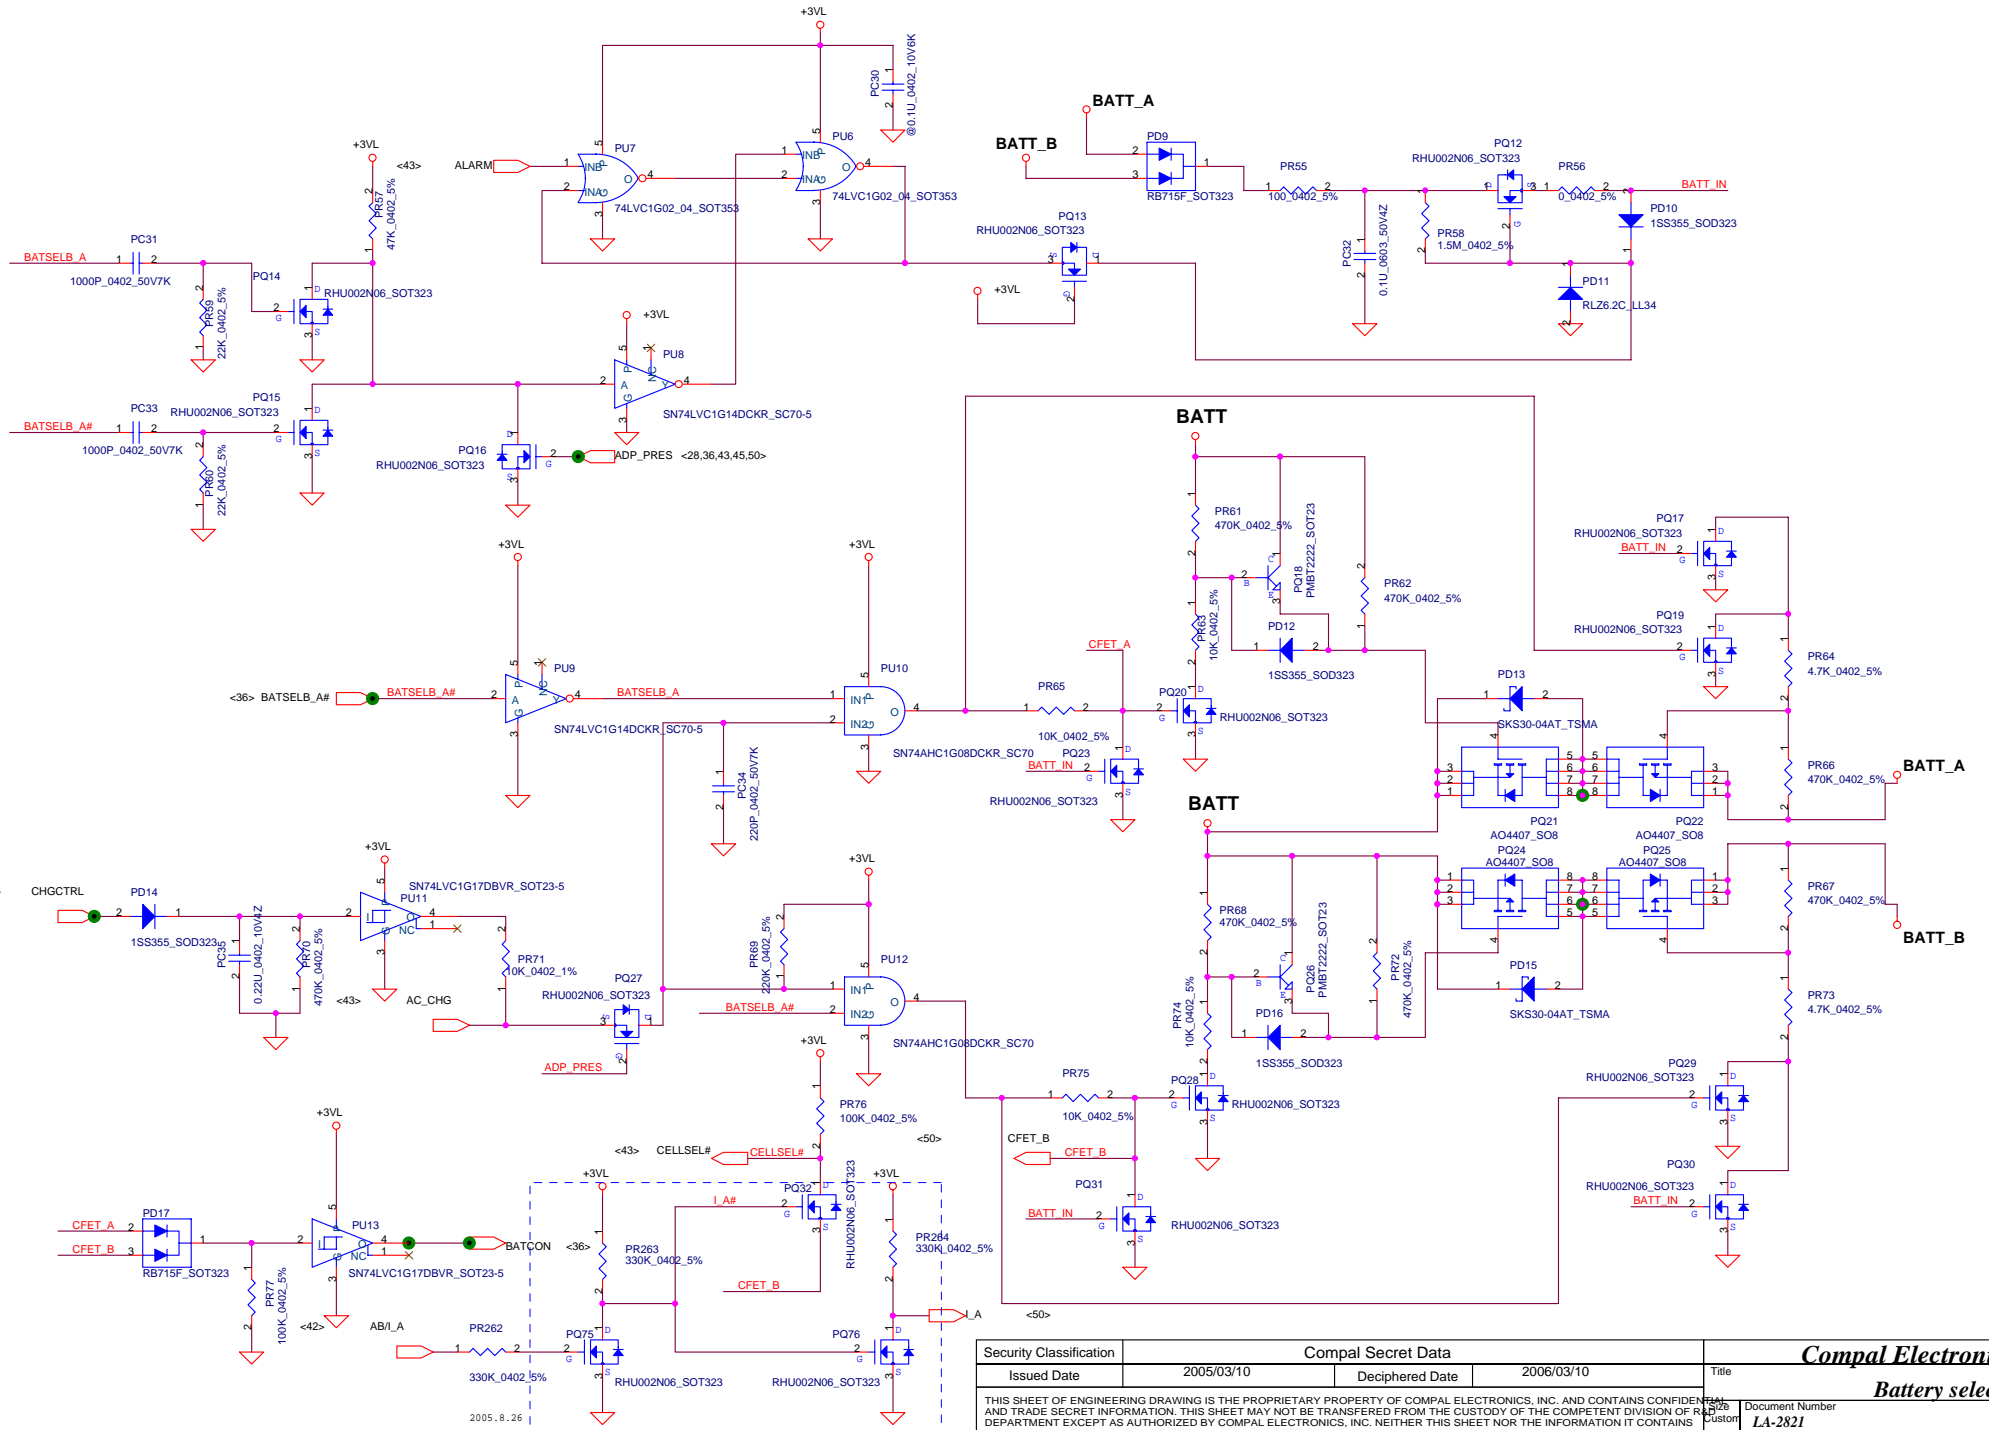 +3VL
PC30
@0.1U_0402_10V6K
PU7
PU6
74LVC1G02_04_SOT353
74LVC1G02_04_SOT353
INB
INA
P
G
O
INB
INA
P
G
O
ALARM
<43>
+3VL
PR57
47K_0402_5%
BATSELB_A
PC31
1000P_0402_50V7K
PR59
22K_0402_5%
PQ14
RHU002N06_SOT323
BATSELB_A#
PC33
1000P_0402_50V7K
PR60
22K_0402_5%
PQ15
RHU002N06_SOT323
PQ16
RHU002N06_SOT323
ADP_PRES <28,36,43,45,50>
+3VL
PU8
SN74LVC1G14DCKR_SC70-5
BATT_A
BATT_B
PD9
RB715F_SOT323
PR55
100_0402_5%
PQ12
RHU002N06_SOT323
PR56
0_0402_5%
BATT_IN
PD10
1SS355_SOD323
PQ13
RHU002N06_SOT323
+3VL
PC32
0.1U_0603_50V4Z
PR58
1.5M_0402_5%
PD11
RLZ6.2C_LL34
BATT
PR61
470K_0402_5%
PQ18
PMBT2222_SOT23
PR62
470K_0402_5%
PR63
10K_0402_5%
PD12
1SS355_SOD323
PQ17
RHU002N06_SOT323
BATT_IN
PQ19
RHU002N06_SOT323
PR64
4.7K_0402_5%
+3VL
<36> BATSELB_A#
BATSELB_A#
PU9
SN74LVC1G14DCKR_SC70-5
BATSELB_A
+3VL
PU10
IN1
IN2
O
SN74AHC1G08DCKR_SC70
CFET_A
PR65
10K_0402_5%
PQ20
RHU002N06_SOT323
PQ23
BATT_IN
RHU002N06_SOT323
PD13
SKS30-04AT_TSMA
PR66
470K_0402_5%
BATT_A
PQ21
AO4407_SO8
PQ22
AO4407_SO8
PC34
220P_0402_50V7K
BATT
PQ24
AO4407_SO8
PQ25
AO4407_SO8
PR67
470K_0402_5%
BATT_B
PR68
470K_0402_5%
PQ26
PMBT2222_SOT23
PR72
470K_0402_5%
PR74
10K_0402_5%
PD16
1SS355_SOD323
PD15
SKS30-04AT_TSMA
PR73
4.7K_0402_5%
CHGCTRL
PD14
1SS355_SOD323
PC35
0.22U_0402_10V4Z
PR70
470K_0402_5%
+3VL
PU11
SN74LVC1G17DBVR_SOT23-5
NC
PR71
10K_0402_1%
<43>
AC_CHG
PQ27
RHU002N06_SOT323
ADP_PRES
+3VL
PR69
220K_0402_5%
BATSELB_A#
PU12
IN1
IN2
O
SN74AHC1G08DCKR_SC70
+3VL
PR76
100K_0402_5%
PR75
10K_0402_5%
PQ28
RHU002N06_SOT323
PQ29
RHU002N06_SOT323
<50>
CFET_B
CFET_B
PQ31
BATT_IN
RHU002N06_SOT323
PQ30
RHU002N06_SOT323
BATT_IN
<43> CELLSEL#
CELLSEL#
+3VL
CFET_A
CFET_B
PD17
RB715F_SOT323
PR77
100K_0402_5%
PU13
NC
SN74LVC1G17DBVR_SOT23-5
BATCON
<36>
+3VL
PR263
330K_0402_5%
I_A#
PQ32
RHU002N06_SOT323
CFET_B
+3VL
PR264
330K_0402_5%
I_A
<50>
<42>
AB/I_A
PR262
330K_0402_5%
PQ75
RHU002N06_SOT323
PQ76
RHU002N06_SOT323
2005.8.26
Security Classification
Compal Secret Data
Issued Date
2005/03/10
Deciphered Date
2006/03/10
THIS SHEET OF ENGINEERING DRAWING IS THE PROPRIETARY PROPERTY OF COMPAL ELECTRONICS, INC. AND CONTAINS CONFIDENTIAL
AND TRADE SECRET INFORMATION. THIS SHEET MAY NOT BE TRANSFERED FROM THE CUSTODY OF THE COMPETENT DIVISION OF R&D
DEPARTMENT EXCEPT AS AUTHORIZED BY COMPAL ELECTRONICS, INC. NEITHER THIS SHEET NOR THE INFORMATION IT CONTAINS
Compal Electroni
Title
Battery selec
Size
Custom
Document Number
LA-2821